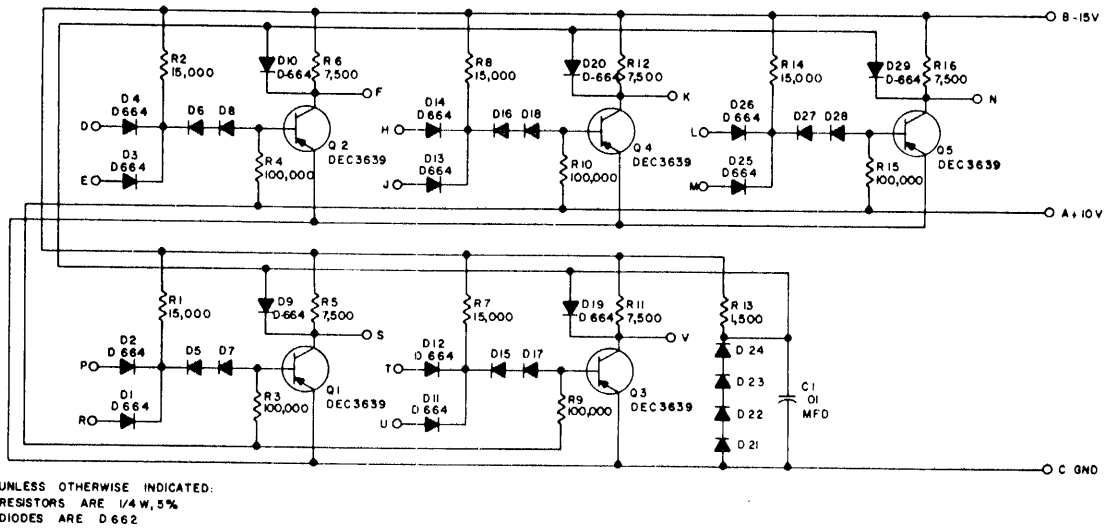 B -15V
R2
15,000
D10
D-664
R6
7,500
F
D4
D664
D
D6
D8
D3
D664
E
R4
100,000
Q2
DEC3639
R8
15,000
D20
D-664
R12
7,500
K
D14
D664
H
D16
D18
D13
D664
J
R10
100,000
Q4
DEC3639
R14
15,000
D29
D-664
R16
7,500
N
D26
D664
L
D27
D28
D25
D664
M
R15
100,000
Q5
DEC3639
A+10V
R1
15,000
D9
D-664
R5
7,500
S
D2
D664
P
D5
D7
D1
D664
R
R3
100,000
Q1
DEC3639
R7
15,000
D19
D664
R11
7,500
V
D12
D664
T
D15
D17
D11
D664
U
R9
100,000
Q3
DEC3639
R13
1,500
D24
D23
D22
D21
C1
.01
MFD
C GND
UNLESS OTHERWISE INDICATED:
RESISTORS ARE 1/4 W, 5%
DIODES ARE D662